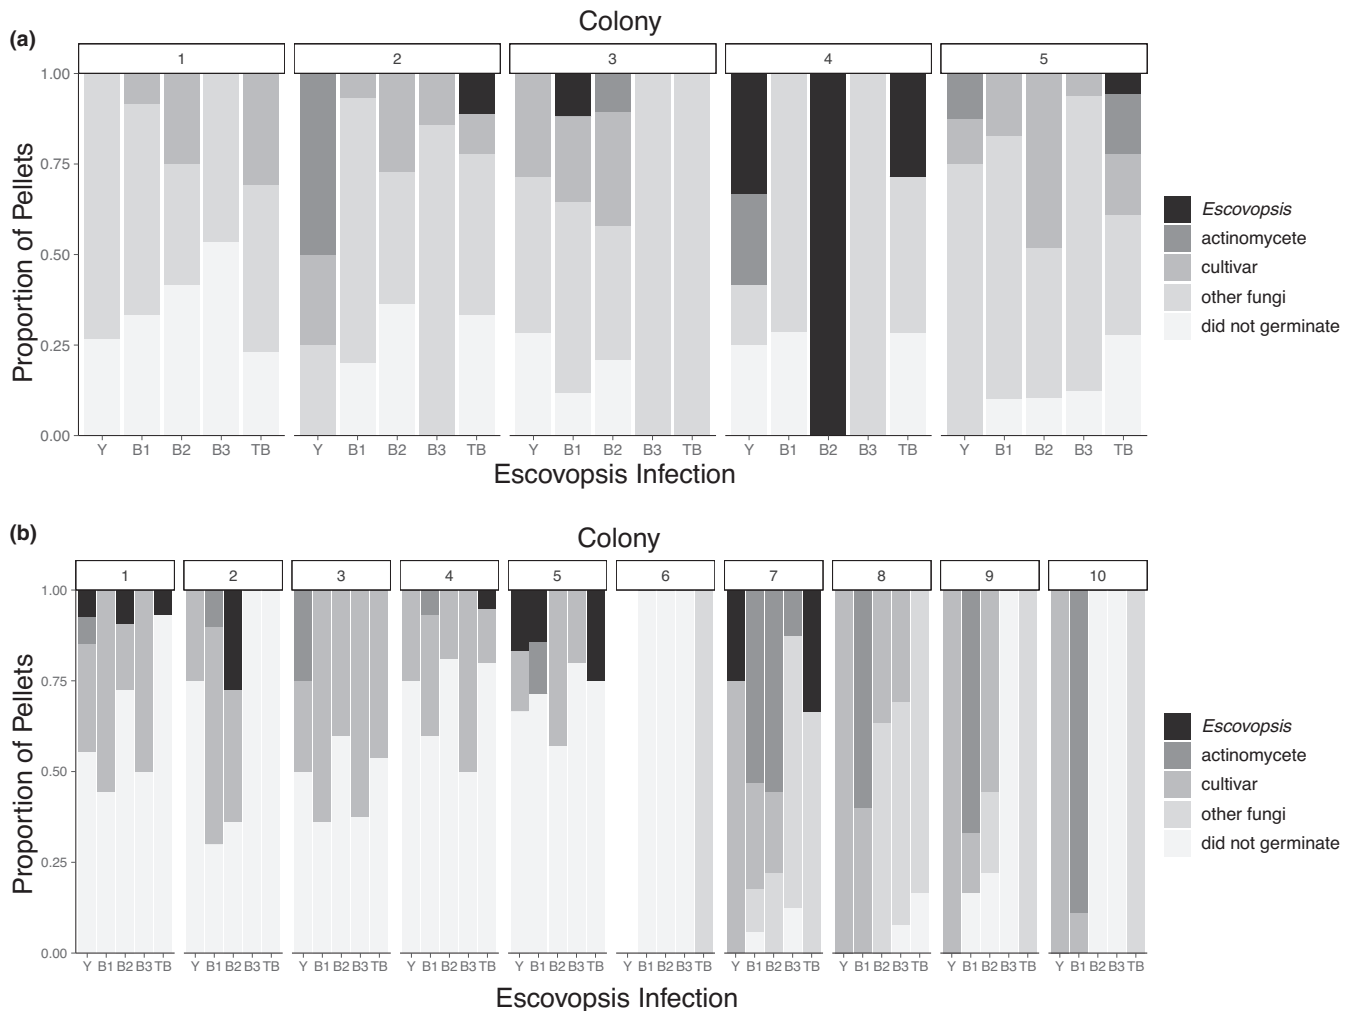 (a)
Colony
1 2 3 4 5
1.00
0.75
0.50
0.25
0.00
Proportion of Pellets
Y B1 B2 B3 TB Y B1 B2 B3 TB Y B1 B2 B3 TB Y B1 B2 B3 TB Y B1 B2 B3 TB
Escovopsis Infection
Escovopsis
actinomycete
cultivar
other fungi
did not germinate
(b)
Colony
1 2 3 4 5 6 7 8 9 10
1.00
0.75
0.50
0.25
0.00
Proportion of Pellets
Y B1 B2 B3 TB Y B1 B2 B3 TB Y B1 B2 B3 TB Y B1 B2 B3 TB Y B1 B2 B3 TB Y B1 B2 B3 TB Y B1 B2 B3 TB Y B1 B2 B3 TB Y B1 B2 B3 TB Y B1 B2 B3 TB
Escovopsis Infection
Escovopsis
actinomycete
cultivar
other fungi
did not germinate